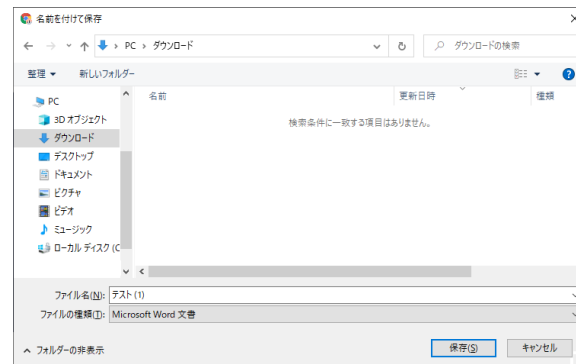 名前を付けて保存
PC › ダウンロード
ダウンロードの検索
整理 新しいフォルダー
名前 更新日時 種類
検索条件に一致する項目はありません。
PC
3D オブジェクト
ダウンロード
デスクトップ
ドキュメント
ピクチャ
ビデオ
ミュージック
ローカル ディスク (C
ファイル名(N): テスト (1)
ファイルの種類(T): Microsoft Word 文書
フォルダーの非表示
保存(S) キャンセル